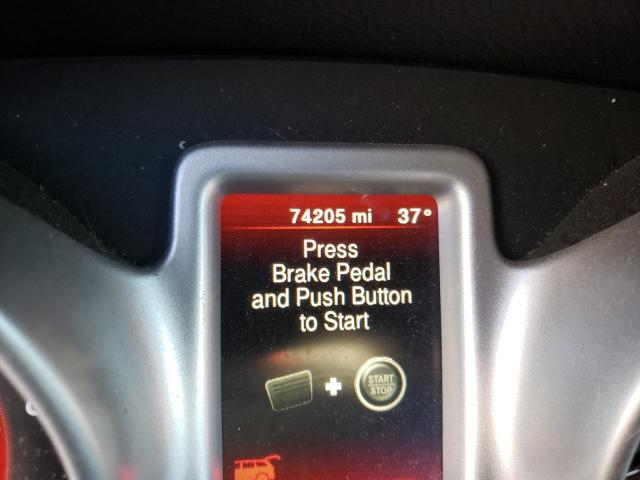 74205 mi 37°
Press
Brake Pedal
and Push Button
to Start
START
STOP